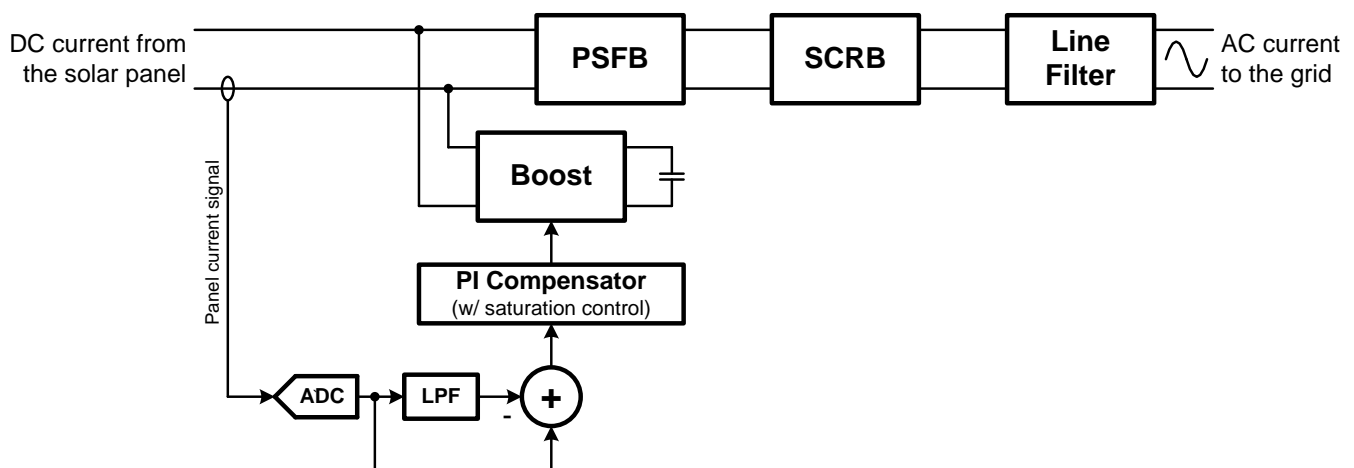 DC current from
the solar panel
PSFB
SCRB
Line
Filter
AC current
to the grid
Boost
Panel current signal
PI Compensator
(w/ saturation control)
ADC
LPF
+
-